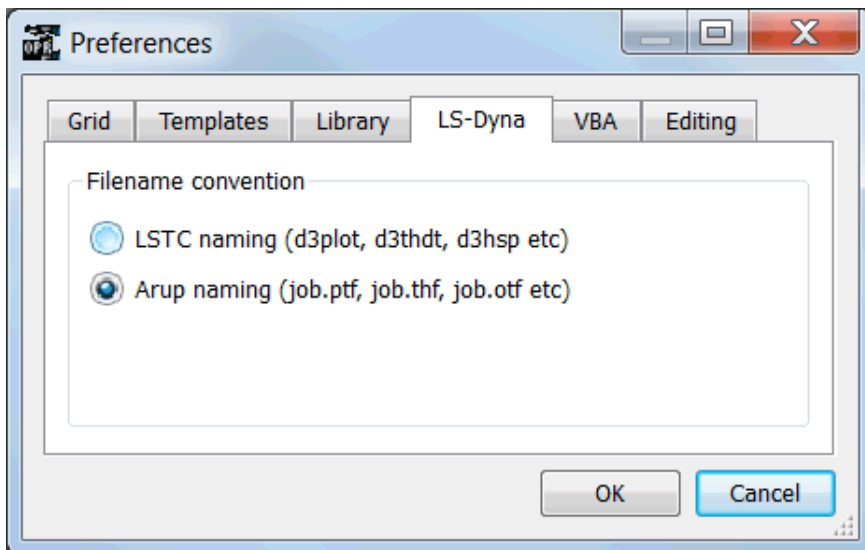 Preferences
Grid Templates Library LS-Dyna VBA Editing
Filename convention
LSTC naming (d3plot, d3thdt, d3hsp etc)
Arup naming (job.ptf, job.thf, job.otf etc)
OK Cancel